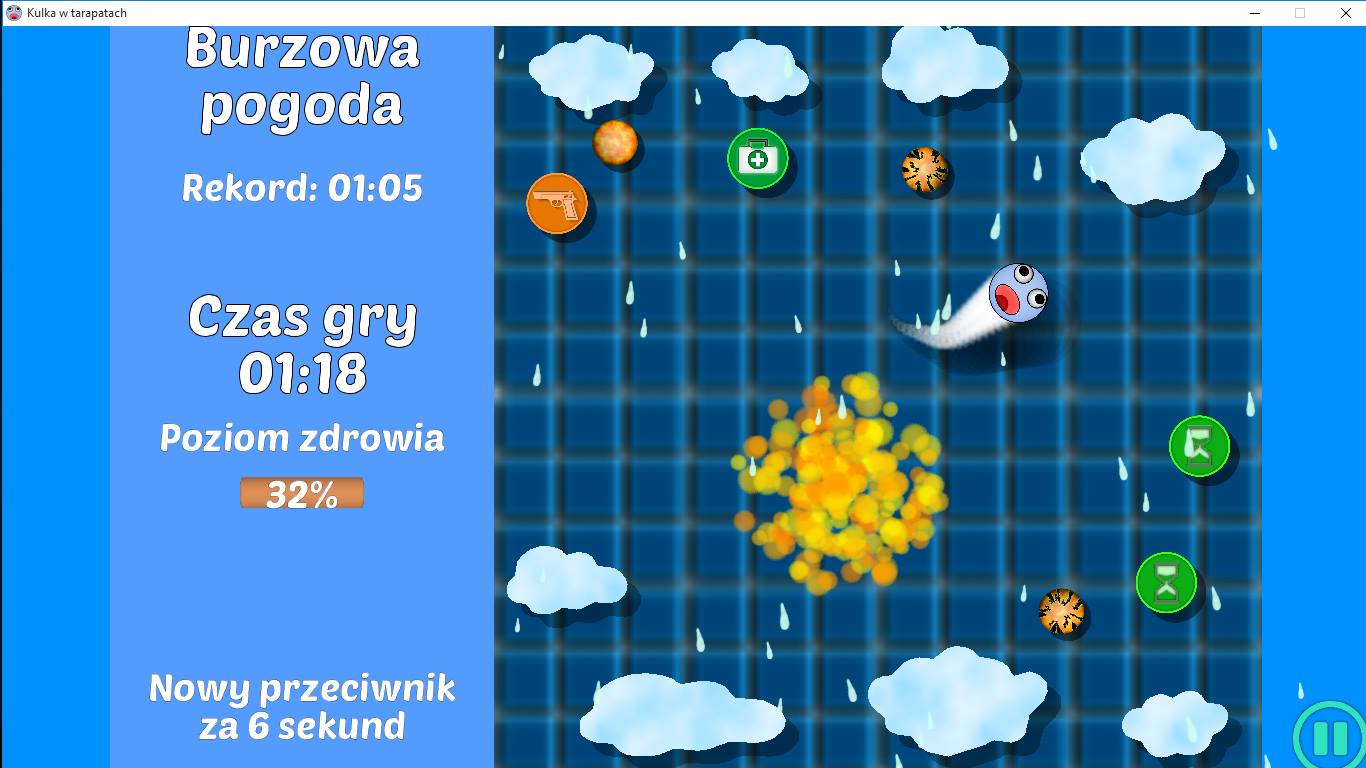 Kulka w tarapatach
Burzowa
pogoda
Rekord: 01:05
Czas gry
01:18
Poziom zdrowia
32%
Nowy przeciwnik
za 6 sekund